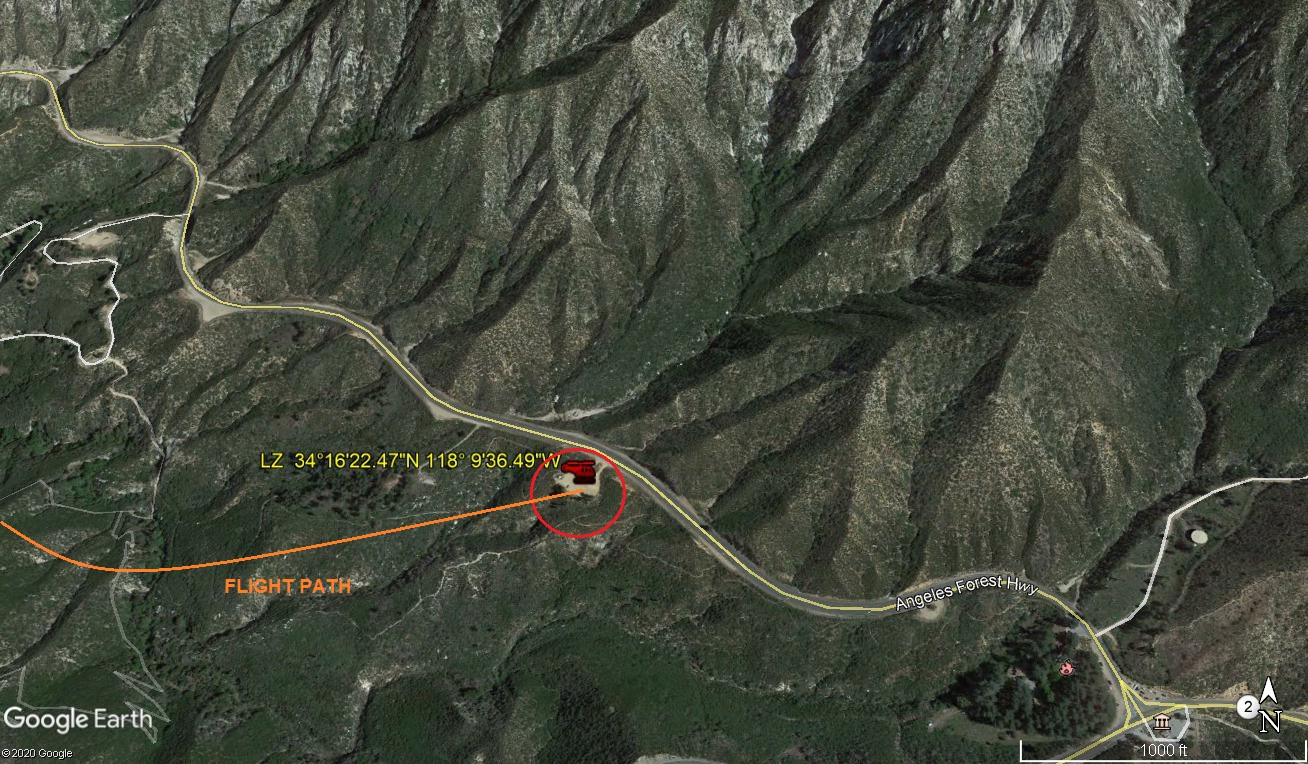 LZ  34°16'22.47"N 118° 9'36.49"W
FLIGHT PATH
Angeles Forest Hwy
2
N
Google Earth
1000 ft
©2020 Google